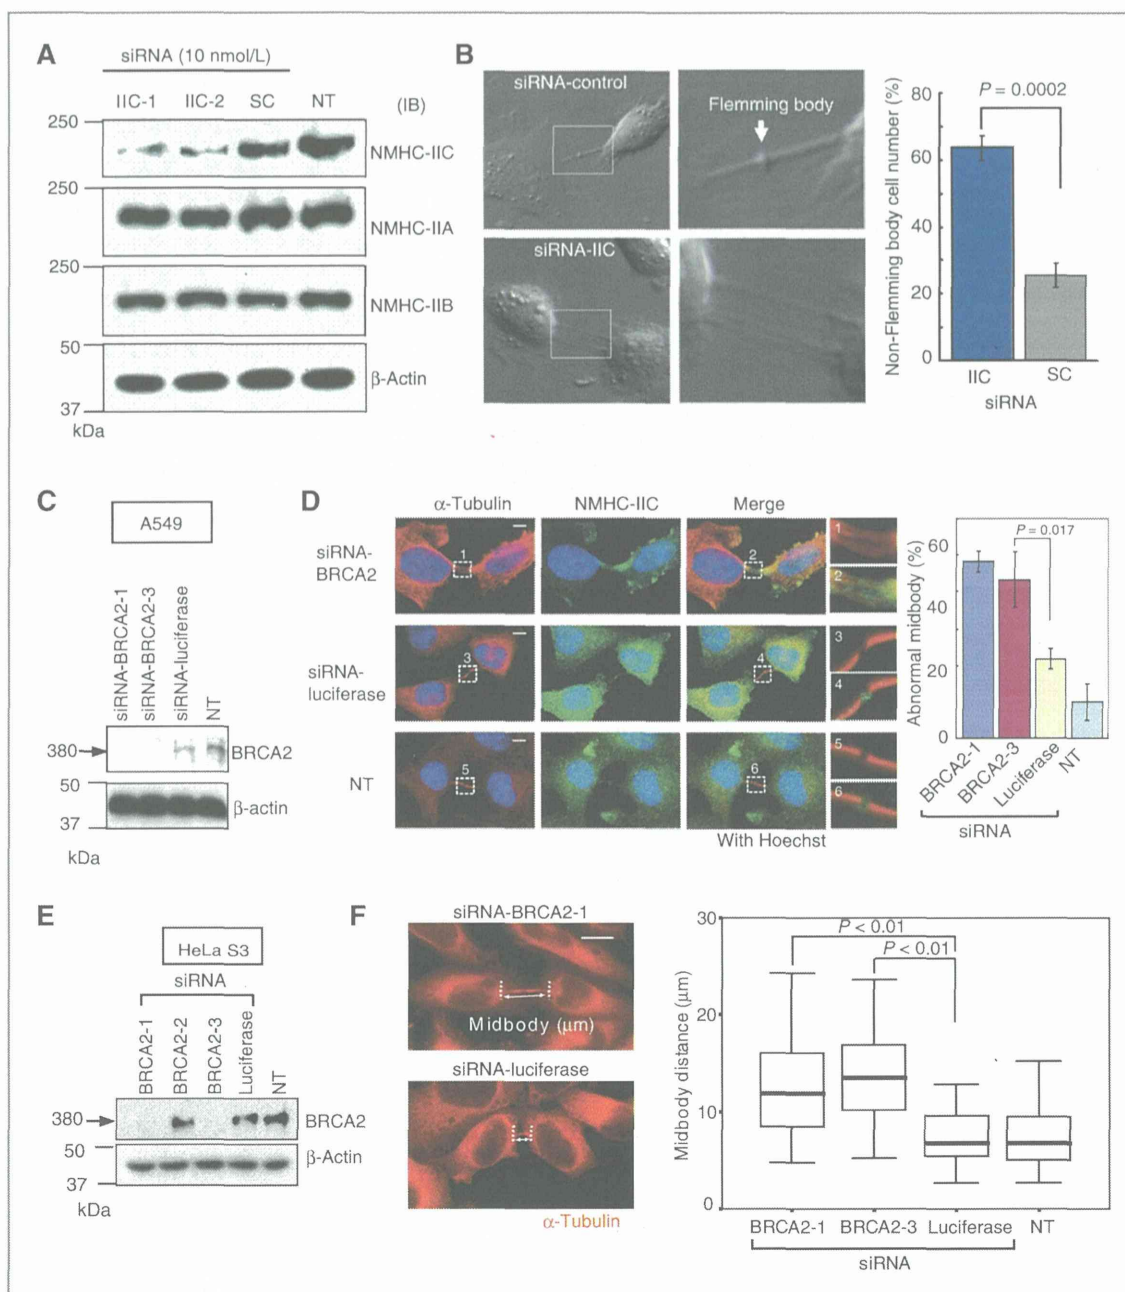 A
siRNA (10 nmol/L)
IIC-1 IIC-2 SC NT (IB)
250
NMHC-IIC
250
NMHC-IIA
250
NMHC-IIB
50
β-Actin
37
kDa
B
siRNA-control
Flemming body
siRNA-IIC
Non-Flemming body cell number (%)
80
60
40
20
0
P = 0.0002
IIC SC
siRNA
C
A549
siRNA-BRCA2-1
siRNA-BRCA2-3
siRNA-luciferase
NT
380
BRCA2
50
β-actin
37
kDa
D
α-Tubulin NMHC-IIC Merge
siRNA-
BRCA2
1
2
1
2
siRNA-
luciferase
3
4
3
4
NT
5
6
5
6
With Hoechst
Abnormal midbody (%)
60
40
20
0
P = 0.017
BRCA2-1
BRCA2-3
Luciferase
NT
siRNA
E
HeLa S3
siRNA
BRCA2-1
BRCA2-2
BRCA2-3
Luciferase
NT
380
BRCA2
50
β-Actin
37
kDa
F
siRNA-BRCA2-1
Midbody (μm)
siRNA-luciferase
α-Tubulin
Midbody distance (μm)
30
20
10
0
P < 0.01
P < 0.01
BRCA2-1 BRCA2-3 Luciferase NT
siRNA